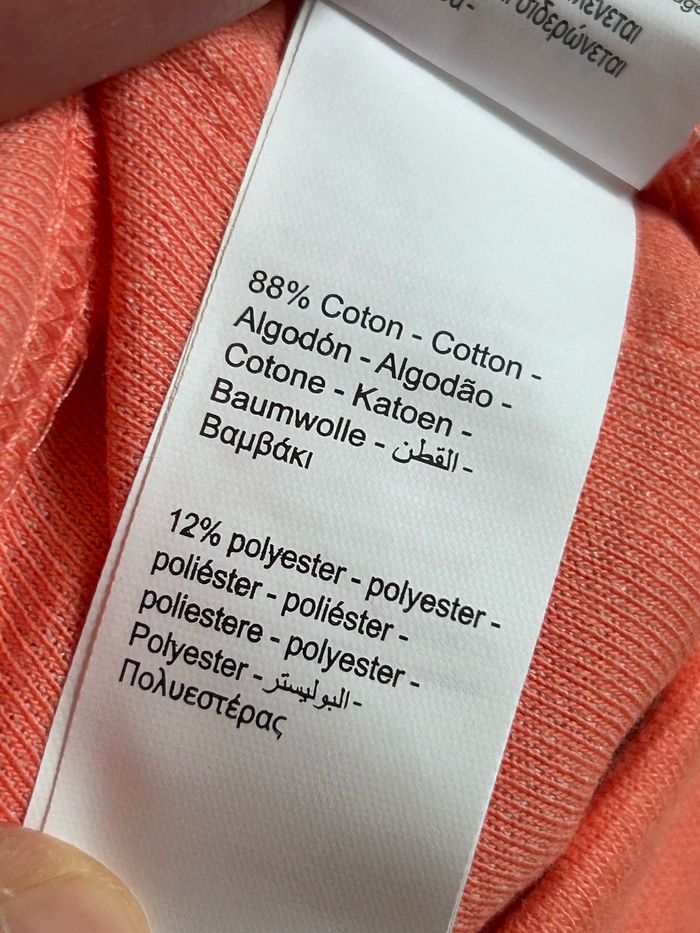 σιδερώνεται
88% Coton - Cotton -
Algodón - Algodão -
Cotone - Katoen -
Baumwolle - القطن -
Βαμβάκι
12% polyester - polyester -
poliéster - poliéster -
poliestere - polyester -
Polyester - البوليستر -
Πολυεστέρας